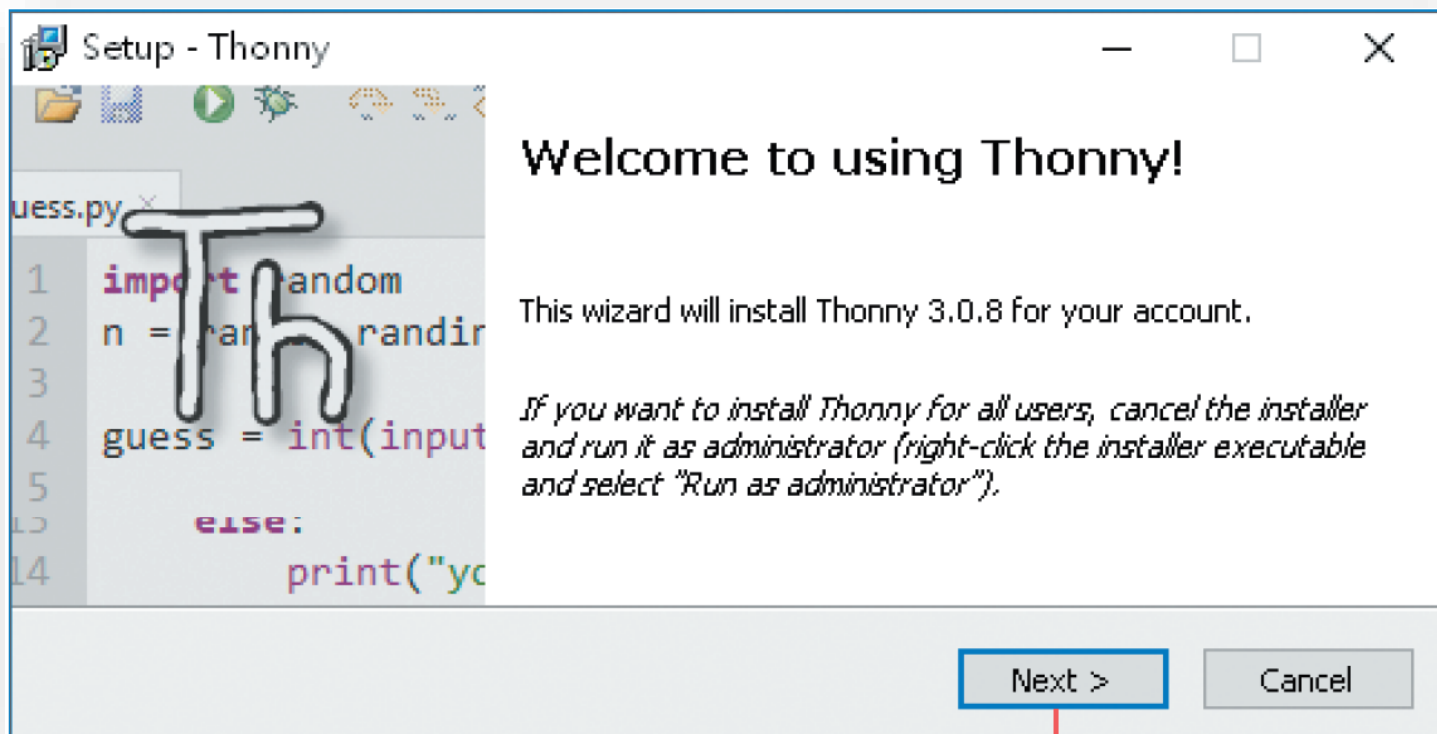 Setup - Thonny
uess.py
Th
1 import random
2 n = ran randin
3
4 guess = int(input
5
13 else:
14 print("yo
Welcome to using Thonny!
This wizard will install Thonny 3.0.8 for your account.
If you want to install Thonny for all users, cancel the installer
and run it as administrator (right-click the installer executable
and select "Run as administrator").
Next >
Cancel